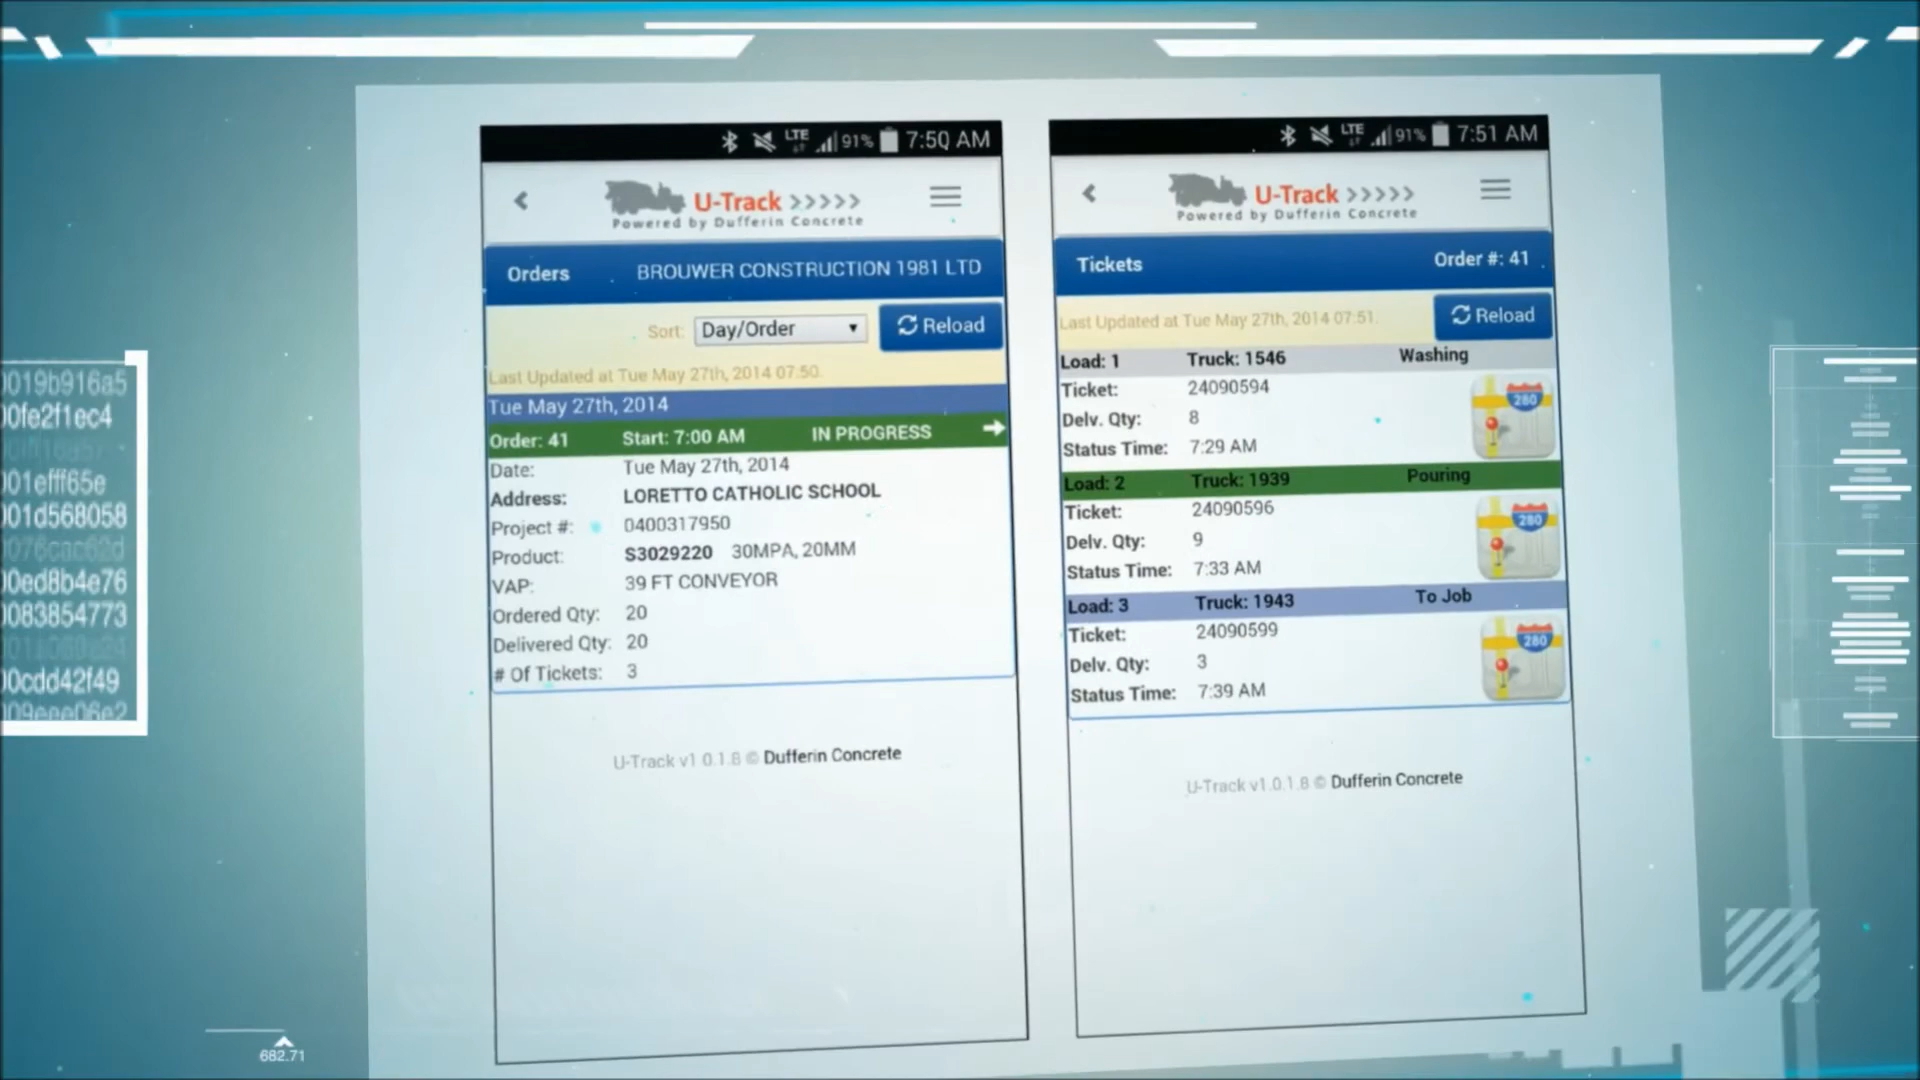 LTE 91% 7:50 AM
U-Track >>>>>
Powered by Dufferin Concrete
Orders BROUWER CONSTRUCTION 1981 LTD
Sort: Day/Order Reload
Last Updated at Tue May 27th, 2014 07:50.
Tue May 27th, 2014
Order: 41 Start: 7:00 AM IN PROGRESS
Date: Tue May 27th, 2014
Address: LORETTO CATHOLIC SCHOOL
Project #: 0400317950
Product: S3029220 30MPA, 20MM
VAP: 39 FT CONVEYOR
Ordered Qty: 20
Delivered Qty: 20
# Of Tickets: 3
U-Track v1.0.1.8 © Dufferin Concrete
LTE 91% 7:51 AM
U-Track >>>>>
Powered by Dufferin Concrete
Tickets Order #: 41
Last Updated at Tue May 27th, 2014 07:51. Reload
Load: 1 Truck: 1546 Washing
Ticket: 24090594
Delv. Qty: 8
Status Time: 7:29 AM
280
Load: 2 Truck: 1939 Pouring
Ticket: 24090596
Delv. Qty: 9
Status Time: 7:33 AM
280
Load: 3 Truck: 1943 To Job
Ticket: 24090599
Delv. Qty: 3
Status Time: 7:39 AM
280
U-Track v1.0.1.8 © Dufferin Concrete
0019b916a5
00fe2f1ec4
001efff65e
001d568058
00ed8b4e76
0083854773
00cdd42f49
682.71